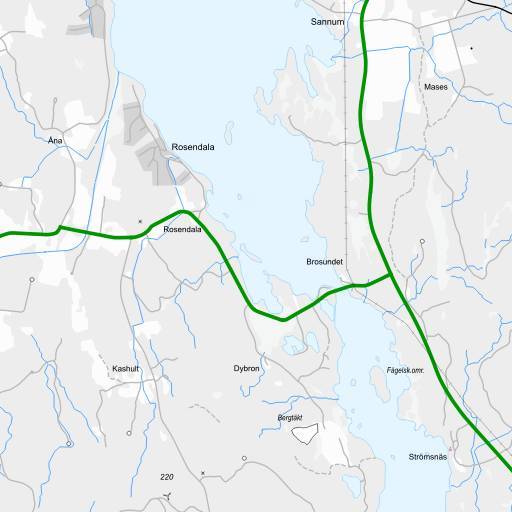 Sannum
Mases
Åna
Rosendala
Rosendala
Brosundet
Kashult
Dybron
Fågelsk.omr.
Bergtäkt
Strömsnäs
220